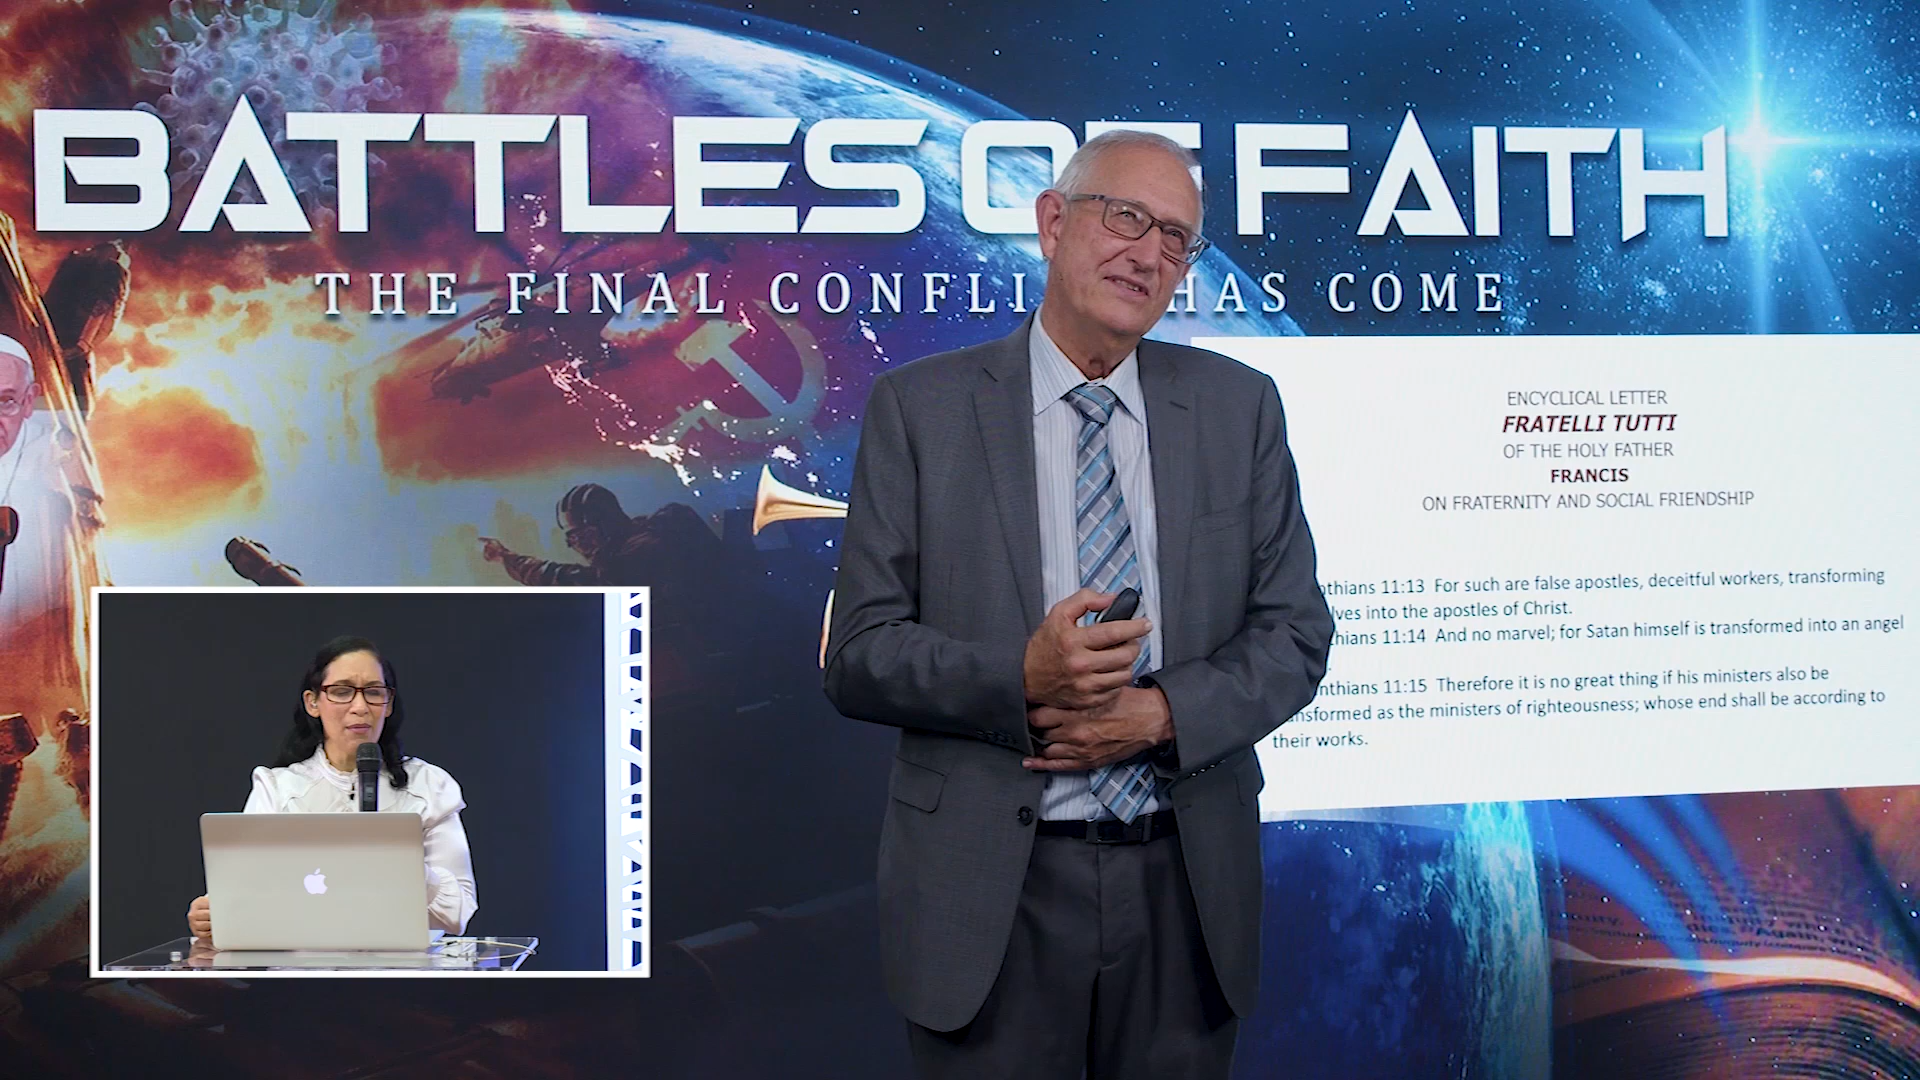 BATTLES OF FAITH
THE FINAL CONFLI HAS COME
ENCYCLICAL LETTER
FRATELLI TUTTI
OF THE HOLY FATHER
FRANCIS
ON FRATERNITY AND SOCIAL FRIENDSHIP
nthians 11:13 For such are false apostles, deceitful workers, transforming
lves into the apostles of Christ.
hians 11:14 And no marvel; for Satan himself is transformed into an angel
.
nthians 11:15 Therefore it is no great thing if his ministers also be
nsformed as the ministers of righteousness; whose end shall be according to
their works.